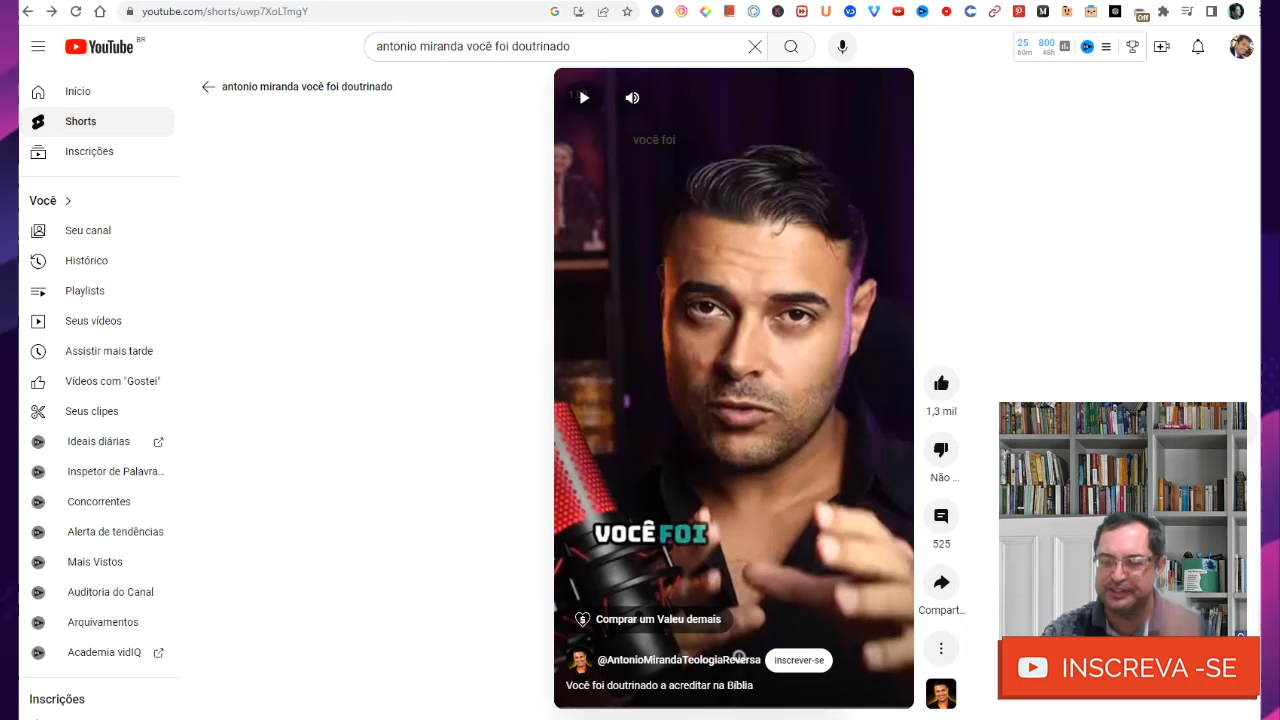 youtube.com/shorts/uwp7XoLTmgY
Off
YouTube BR
antonio miranda você foi doutrinado
25 800
60m 48h
Início
Shorts
Inscrições
Você
Seu canal
Histórico
Playlists
Seus vídeos
Assistir mais tarde
Vídeos com "Gostei"
Seus clipes
Ideais diárias
Inspetor de Palavra...
Concorrentes
Alerta de tendências
Mais Vistos
Auditoria do Canal
Arquivamentos
Academia vidIQ
Inscrições
antonio miranda você foi doutrinado
você foi
VOCÊ FOI
Comprar um Valeu demais
@AntonioMirandaTeologiaReversa
Inscrever-se
Você foi doutrinado a acreditar na Bíblia
1,3 mil
Não ...
525
Compart...
INSCREVA -SE